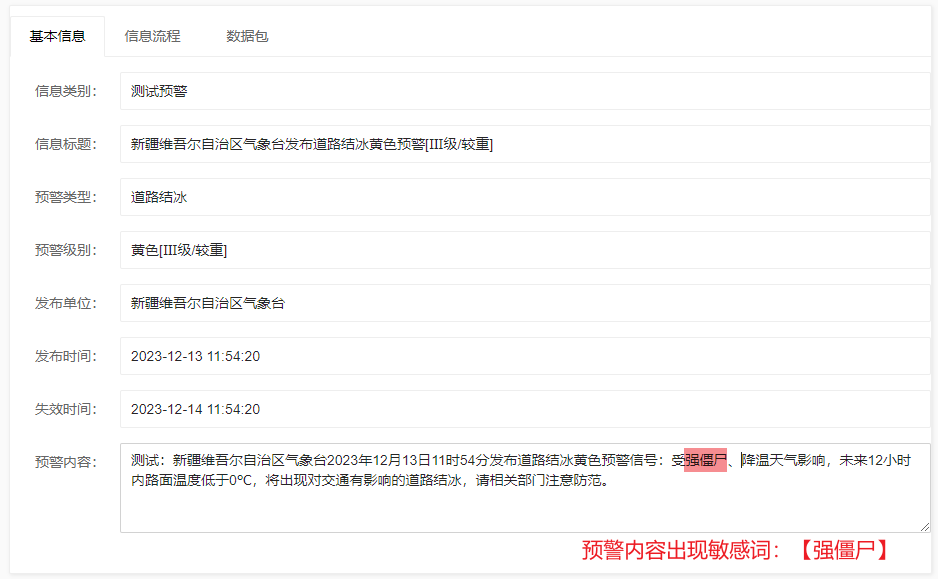 基本信息 信息流程 数据包
信息类别： 测试预警
信息标题： 新疆维吾尔自治区气象台发布道路结冰黄色预警[III级/较重]
预警类型： 道路结冰
预警级别： 黄色[III级/较重]
发布单位： 新疆维吾尔自治区气象台
发布时间： 2023-12-13 11:54:20
失效时间： 2023-12-14 11:54:20
预警内容： 测试：新疆维吾尔自治区气象台2023年12月13日11时54分发布道路结冰黄色预警信号：受强僵尸、降温天气影响，未来12小时
内路面温度低于0℃，将出现对交通有影响的道路结冰，请相关部门注意防范。
预警内容出现敏感词：【强僵尸】